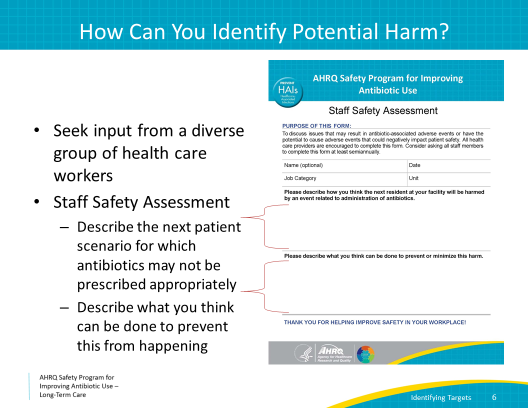 How Can You Identify Potential Harm?
• Seek input from a diverse
group of health care
workers
• Staff Safety Assessment
– Describe the next patient
scenario for which
antibiotics may not be
prescribed appropriately
– Describe what you think
can be done to prevent
this from happening
HAIs
AHRQ Safety Program for Improving
Antibiotic Use
Staff Safety Assessment
PURPOSE OF THIS FORM:
To discuss issues that may result in antibiotic-associated adverse events or have the
potential to cause adverse events that could negatively impact patient safety. All health
care providers are encouraged to complete this form. Consider asking all staff members
to complete this form at least semiannually.
Name (optional)
Date
Job Category
Unit
Please describe how you think the next resident at your facility will be harmed
by an event related to administration of antibiotics.
Please describe what you think can be done to prevent or minimize this harm.
THANK YOU FOR HELPING IMPROVE SAFETY IN YOUR WORKPLACE!
AHRQ
Agency for Healthcare
Research and Quality
AHRQ Safety Program for
Improving Antibiotic Use –
Long-Term Care
Identifying Targets
6